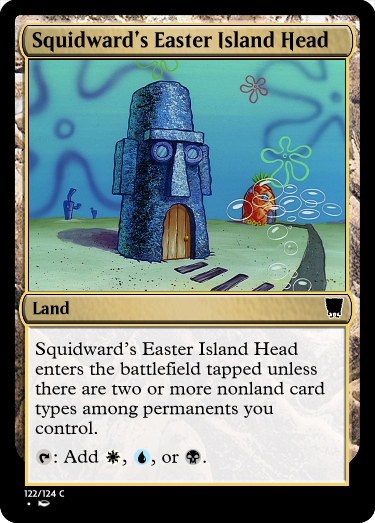 Squidward's Easter Island Head
Land
Squidward's Easter Island Head
enters the battlefield tapped unless
there are two or more nonland card
types among permanents you
control.
: Add , , or .
122/124 C